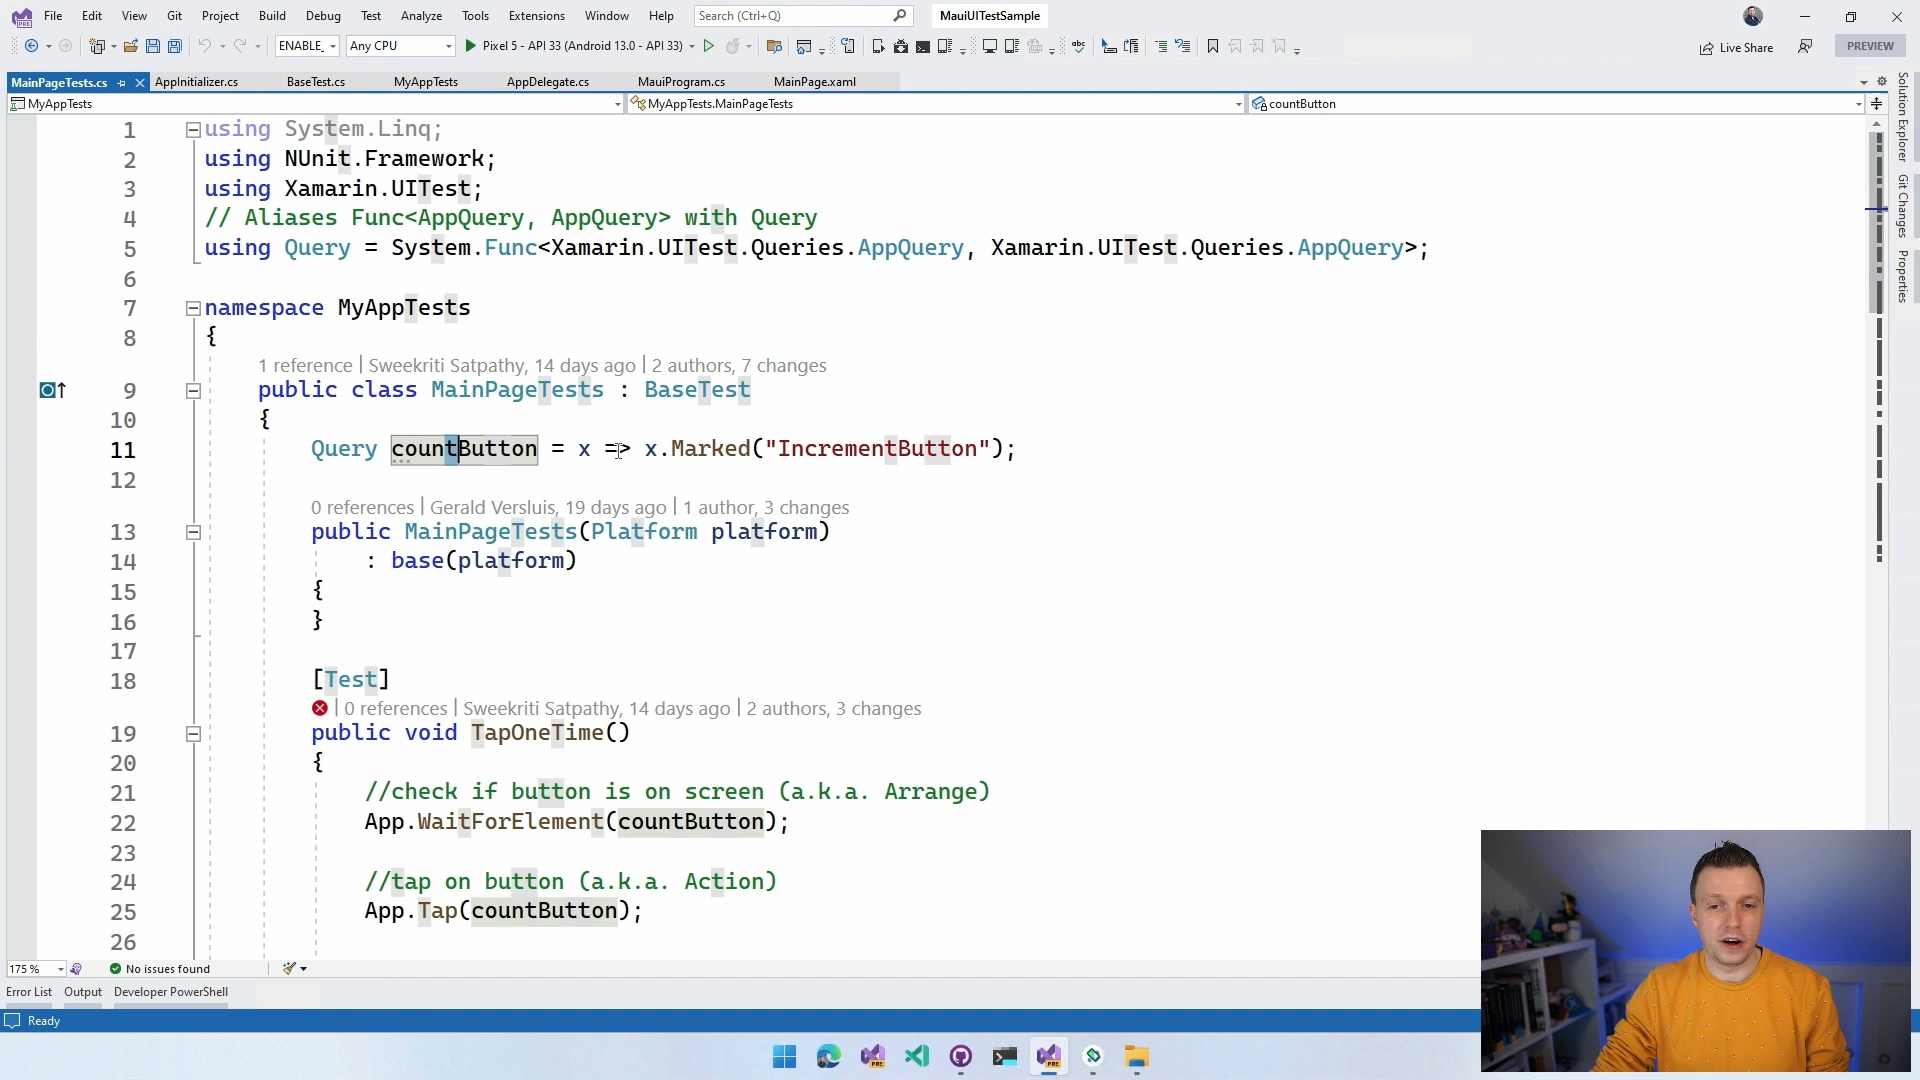 File Edit View Git Project Build Debug Test Analyze Tools Extensions Window Help Search (Ctrl+Q) MauiUITestSample
ENABLE_ Any CPU Pixel 5 - API 33 (Android 13.0 - API 33) Live Share PREVIEW
MainPageTests.cs AppInitializer.cs BaseTest.cs MyAppTests AppDelegate.cs MauiProgram.cs MainPage.xaml
MyAppTests MyAppTests.MainPageTests countButton
1 using System.Linq;
2 using NUnit.Framework;
3 using Xamarin.UITest;
4 // Aliases Func<AppQuery, AppQuery> with Query
5 using Query = System.Func<Xamarin.UITest.Queries.AppQuery, Xamarin.UITest.Queries.AppQuery>;
6
7 namespace MyAppTests
8 {
1 reference | Sweekriti Satpathy, 14 days ago | 2 authors, 7 changes
9 public class MainPageTests : BaseTest
10 {
11 Query countButton = x => x.Marked("IncrementButton");
12
0 references | Gerald Versluis, 19 days ago | 1 author, 3 changes
13 public MainPageTests(Platform platform)
14 : base(platform)
15 {
16 }
17
18 [Test]
| 0 references | Sweekriti Satpathy, 14 days ago | 2 authors, 3 changes
19 public void TapOneTime()
20 {
21 //check if button is on screen (a.k.a. Arrange)
22 App.WaitForElement(countButton);
23
24 //tap on button (a.k.a. Action)
25 App.Tap(countButton);
26
175 % No issues found
Error List Output Developer PowerShell
Ready
Solution Explorer
Git Changes
Properties